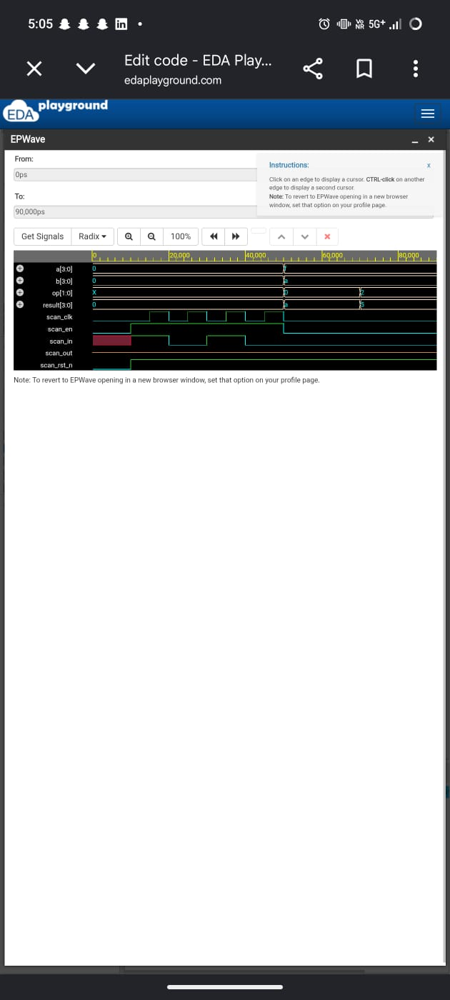 5:05
in
Vo
NR
5G+
Edit code - EDA Play...
edaplayground.com
EDA playground
EPWave
From:
0ps
To:
90,000ps
Instructions:
x
Click on an edge to display a cursor. CTRL-click on another
edge to display a second cursor.
Note: To revert to EPWave opening in a new browser
window, set that option on your profile page.
Get Signals
Radix
100%
0
20,000
40,000
60,000
80,000
a[3:0]
0
f
b[3:0]
0
a
op[1:0]
X
0
2
result[3:0]
0
a
5
scan_clk
scan_en
scan_in
scan_out
scan_rst_n
Note: To revert to EPWave opening in a new browser window, set that option on your profile page.